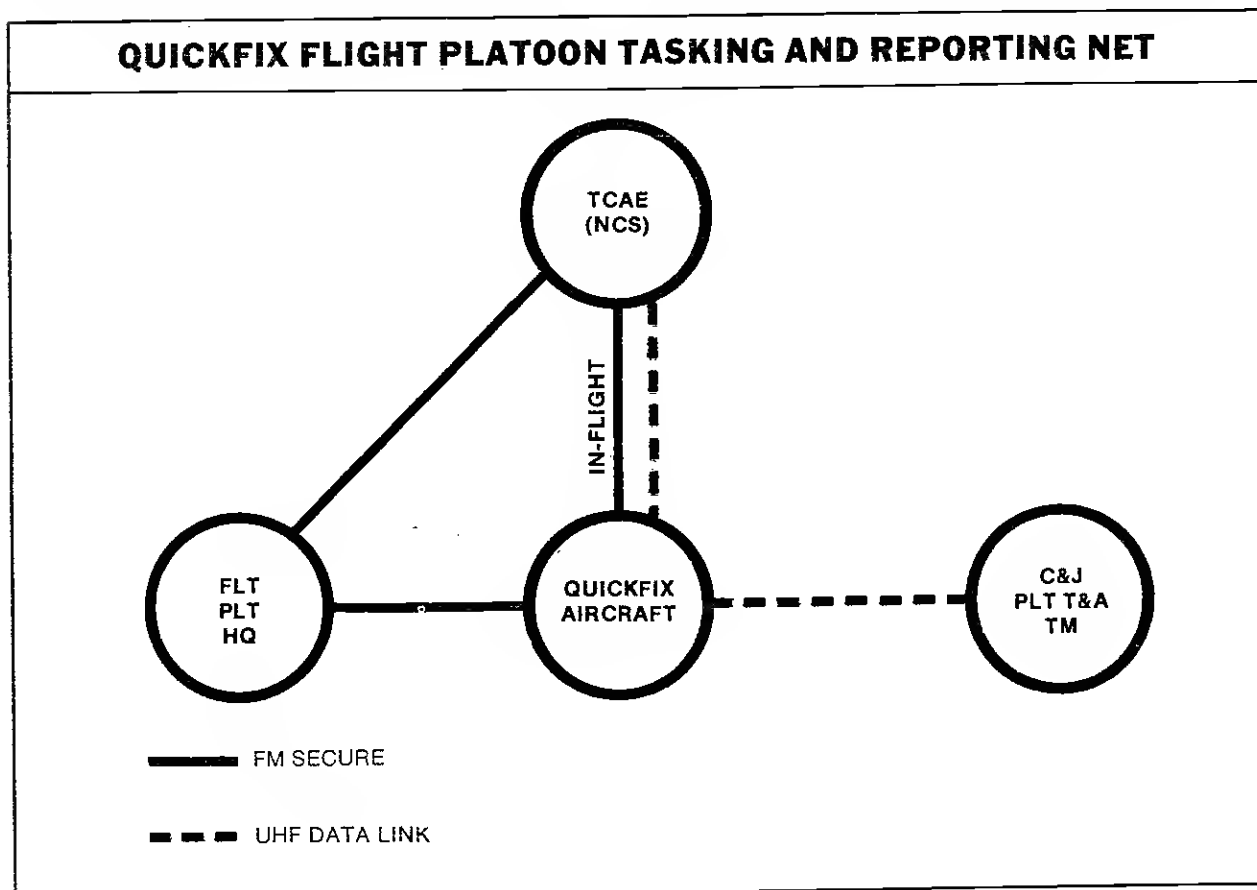 QUICKFIX FLIGHT PLATOON TASKING AND REPORTING NET
TCAE
(NCS)
IN-FLIGHT
FLT
PLT
HQ
QUICKFIX
AIRCRAFT
C&J
PLT T&A
TM
FM SECURE
UHF DATA LINK